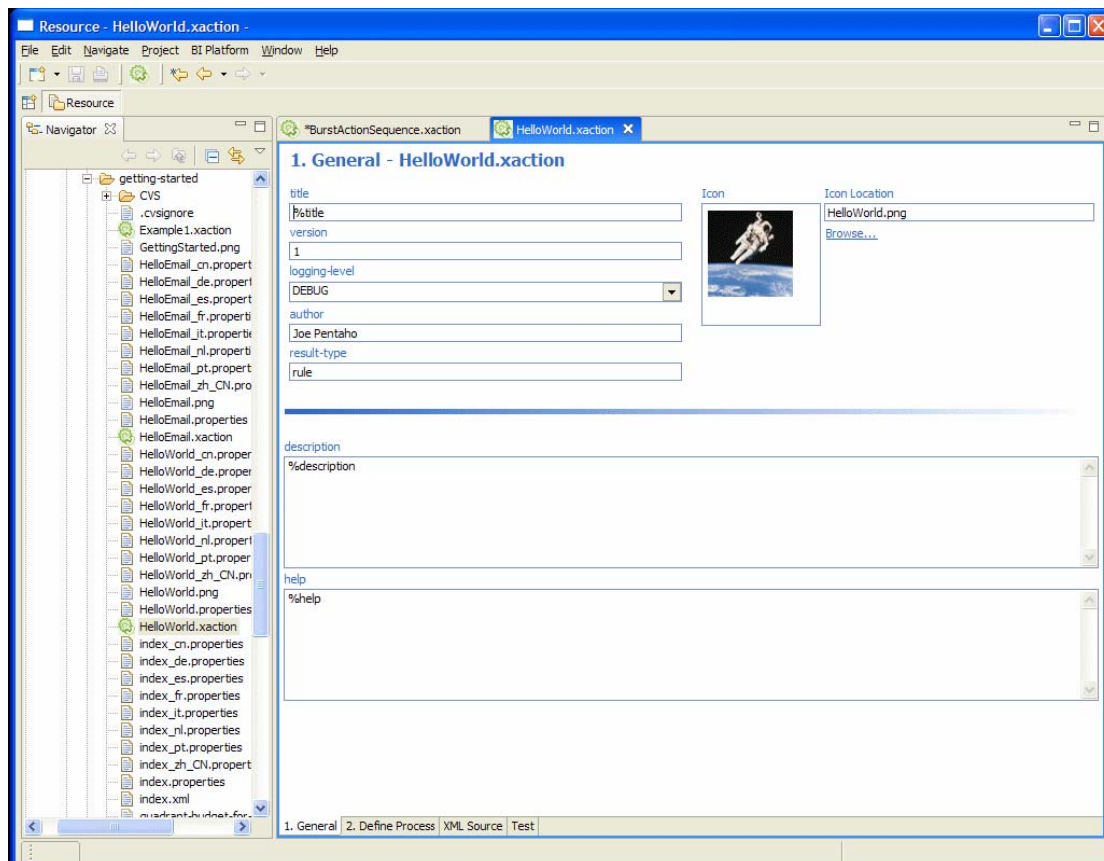 Resource - HelloWorld.xaction -
File Edit Navigate Project BI Platform Window Help
Resource
Navigator
getting-started
CVS
.cvsignore
Example1.xaction
GettingStarted.png
HelloEmail_cn.propert
HelloEmail_de.propert
HelloEmail_es.propert
HelloEmail_fr.properti
HelloEmail_it.propertie
HelloEmail_nl.properti
HelloEmail_pt.propert
HelloEmail_zh_CN.pro
HelloEmail.png
HelloEmail.properties
HelloEmail.xaction
HelloWorld_cn.proper
HelloWorld_de.proper
HelloWorld_es.proper
HelloWorld_fr.propert
HelloWorld_it.propert
HelloWorld_nl.propert
HelloWorld_pt.proper
HelloWorld_zh_CN.pr
HelloWorld.png
HelloWorld.properties
HelloWorld.xaction
index_cn.properties
index_de.properties
index_es.properties
index_fr.properties
index_it.properties
index_nl.properties
index_pt.properties
index_zh_CN.propert
index.properties
index.xml
quadrant-budget-for-
*BurstActionSequence.xaction HelloWorld.xaction
1. General - HelloWorld.xaction
title
%title
version
1
logging-level
DEBUG
author
Joe Pentaho
result-type
rule
Icon
Icon Location
HelloWorld.png
Browse...
description
%description
help
%help
1. General 2. Define Process XML Source Test